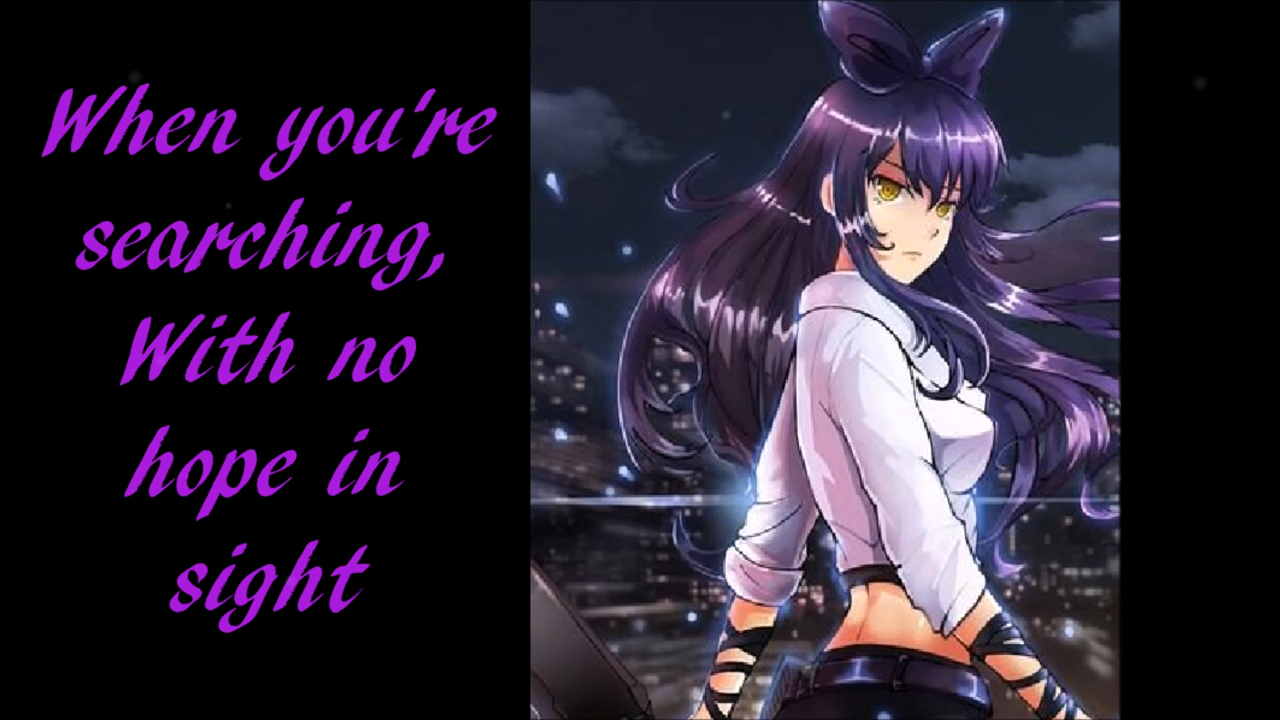 When you're
searching,
With no
hope in
sight